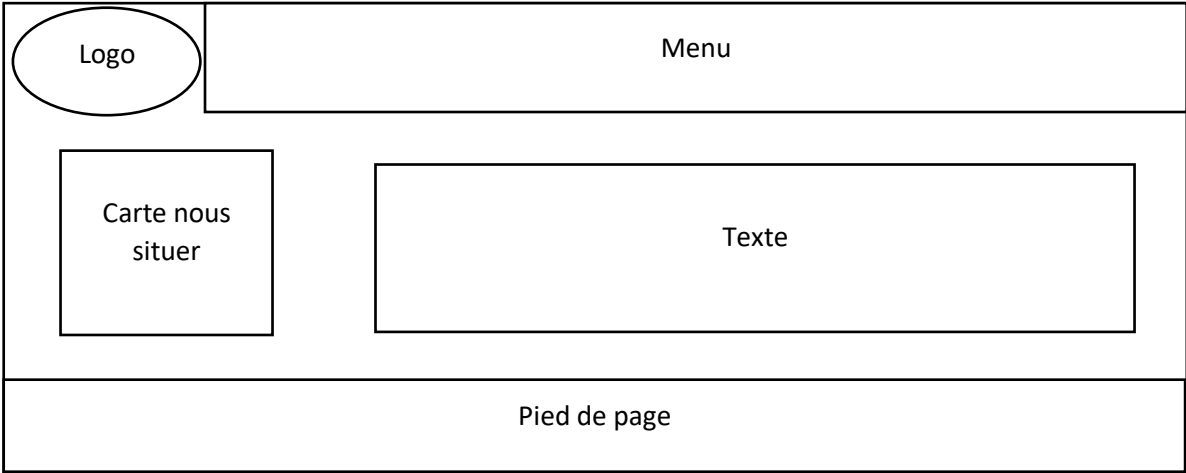 Logo
Menu
Carte nous
situer
Texte
Pied de page